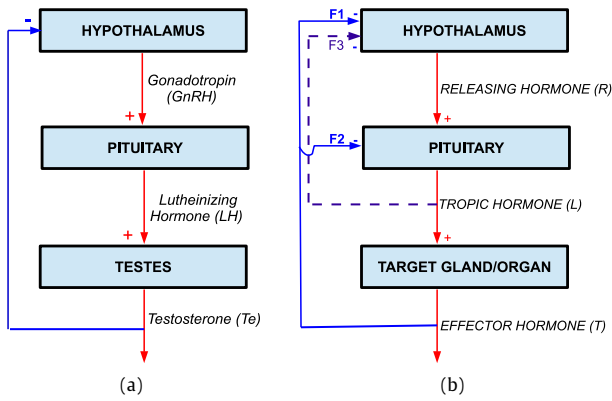 -
HYPOTHALAMUS
Gonadotropin
(GnRH)
+
PITUITARY
Lutheinizing
Hormone (LH)
+
TESTES
Testosterone (Te)
(a)
F1 -
F3 -
HYPOTHALAMUS
RELEASING HORMONE (R)
+
F2 -
PITUITARY
TROPIC HORMONE (L)
+
TARGET GLAND/ORGAN
EFFECTOR HORMONE (T)
(b)